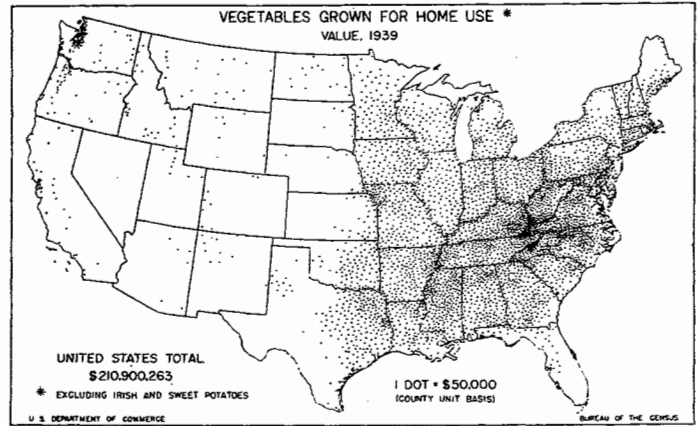 VEGETABLES GROWN FOR HOME USE *
VALUE, 1939
UNITED STATES TOTAL
$210,900,263
* EXCLUDING IRISH AND SWEET POTATOES
1 DOT = $50,000
(COUNTY UNIT BASIS)
U S DEPARTMENT OF COMMERCE
BUREAU OF THE CENSUS